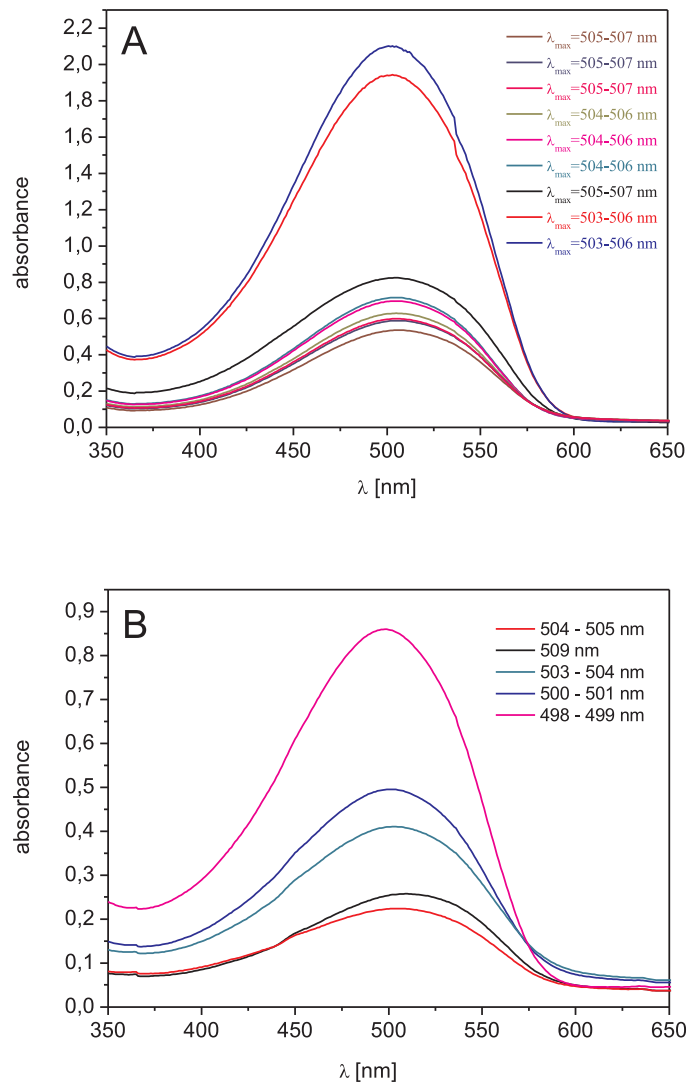 A
2,2
2,0
1,8
1,6
1,4
1,2
1,0
0,8
0,6
0,4
0,2
0,0
absorbance
350 400 450 500 550 600 650
λ [nm]
λmax=505-507 nm
λmax=505-507 nm
λmax=505-507 nm
λmax=504-506 nm
λmax=504-506 nm
λmax=504-506 nm
λmax=505-507 nm
λmax=503-506 nm
λmax=503-506 nm
B
0,9
0,8
0,7
0,6
0,5
0,4
0,3
0,2
0,1
0,0
absorbance
350 400 450 500 550 600 650
λ [nm]
504 - 505 nm
509 nm
503 - 504 nm
500 - 501 nm
498 - 499 nm